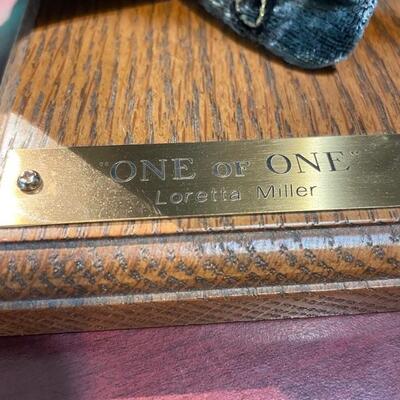 "ONE OF ONE"
Loretta Miller